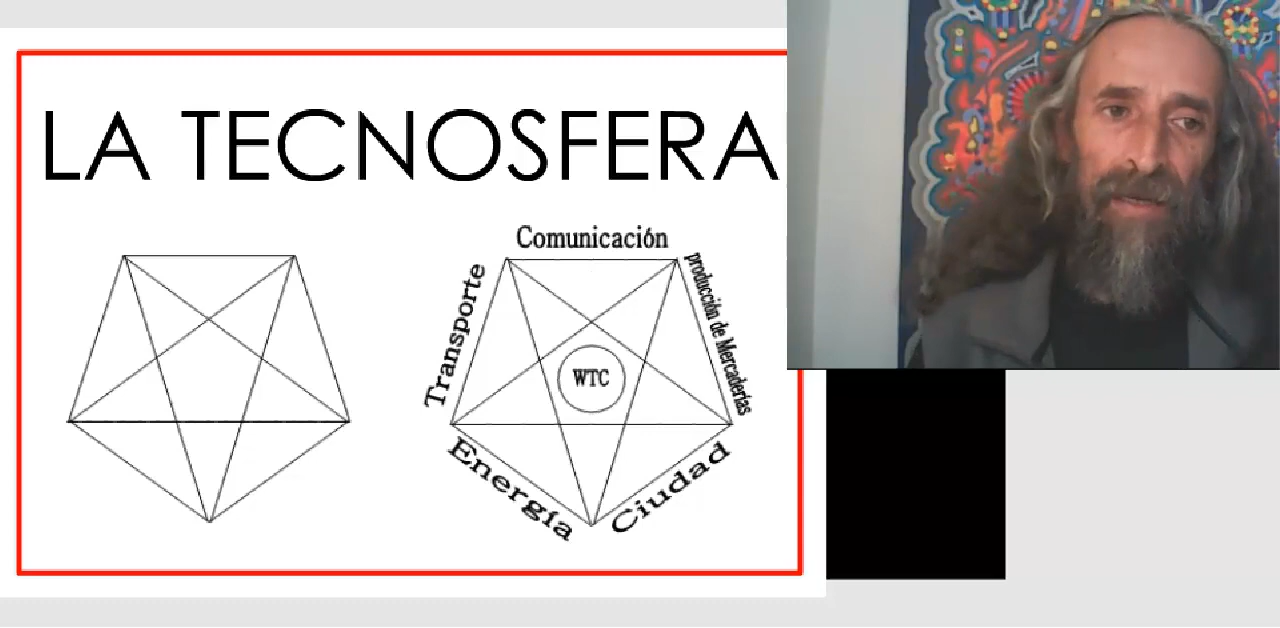 LA TECNOSFERA
Comunicación
Transporte
producción de Mercaderías
WTC
Energía
Ciudad